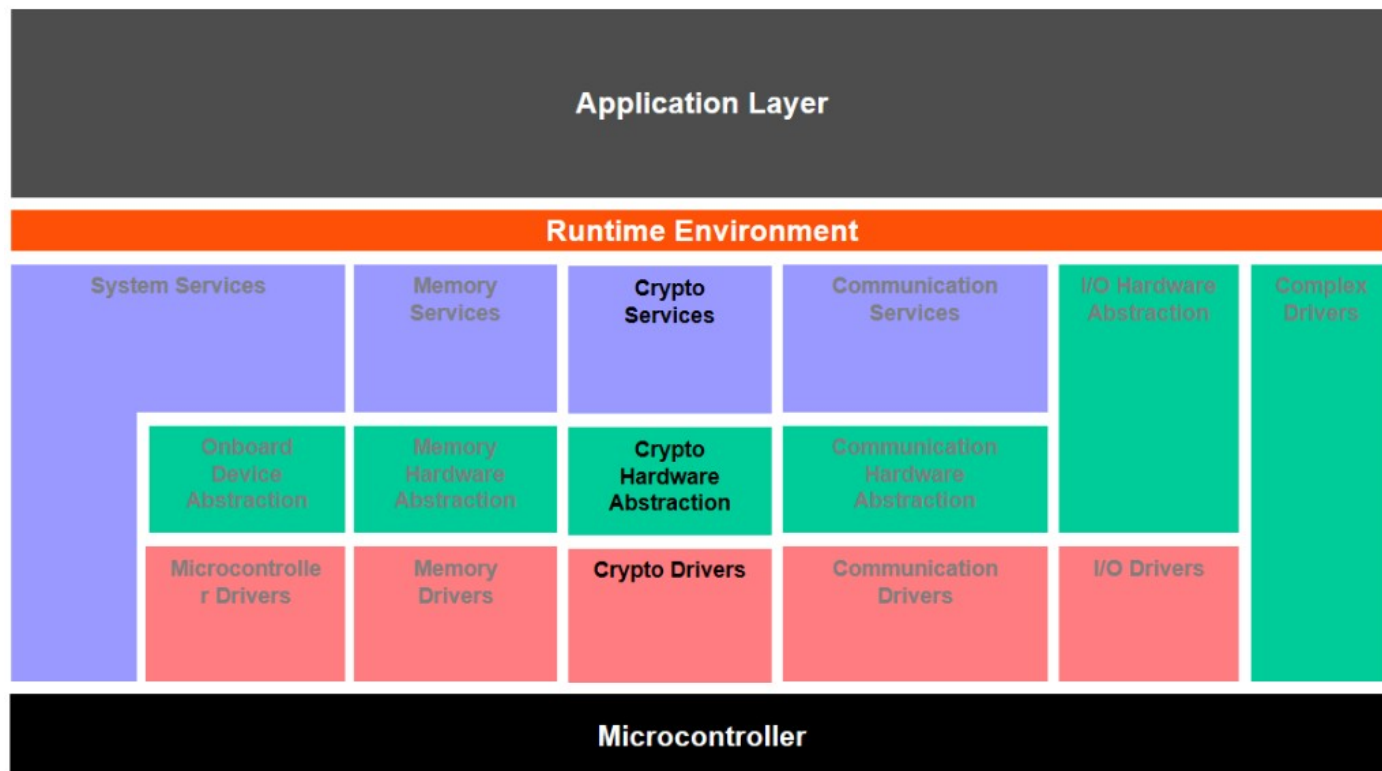 Application Layer
Runtime Environment
System Services
Memory
Services
Crypto
Services
Communication
Services
I/O Hardware
Abstraction
Complex
Drivers
Onboard
Device
Abstraction
Memory
Hardware
Abstraction
Crypto
Hardware
Abstraction
Communication
Hardware
Abstraction
Microcontrolle
r Drivers
Memory
Drivers
Crypto Drivers
Communication
Drivers
I/O Drivers
Microcontroller